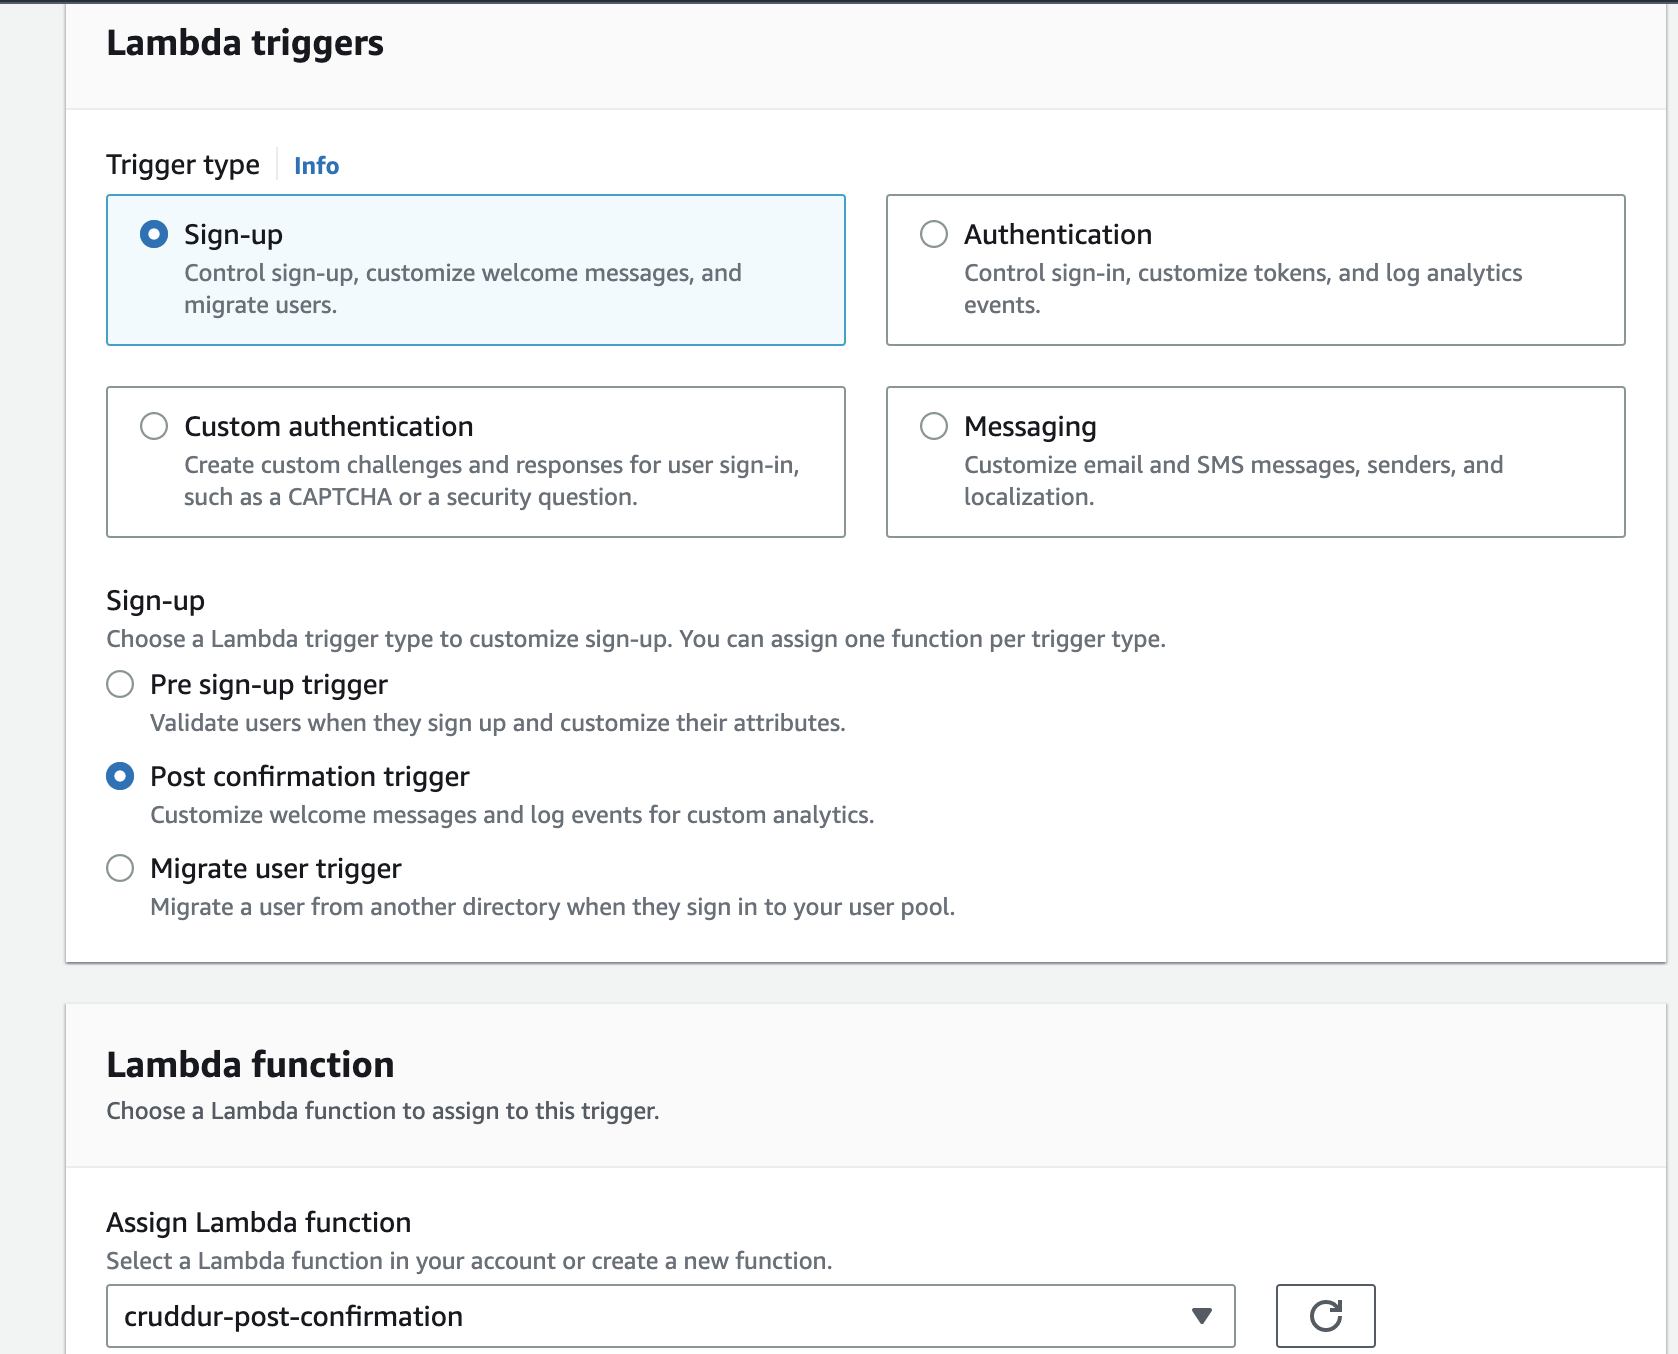 Lambda triggers
Trigger type
Info
Sign-up
Control sign-up, customize welcome messages, and
migrate users.
Authentication
Control sign-in, customize tokens, and log analytics
events.
Custom authentication
Create custom challenges and responses for user sign-in,
such as a CAPTCHA or a security question.
Messaging
Customize email and SMS messages, senders, and
localization.
Sign-up
Choose a Lambda trigger type to customize sign-up. You can assign one function per trigger type.
Pre sign-up trigger
Validate users when they sign up and customize their attributes.
Post confirmation trigger
Customize welcome messages and log events for custom analytics.
Migrate user trigger
Migrate a user from another directory when they sign in to your user pool.
Lambda function
Choose a Lambda function to assign to this trigger.
Assign Lambda function
Select a Lambda function in your account or create a new function.
cruddur-post-confirmation